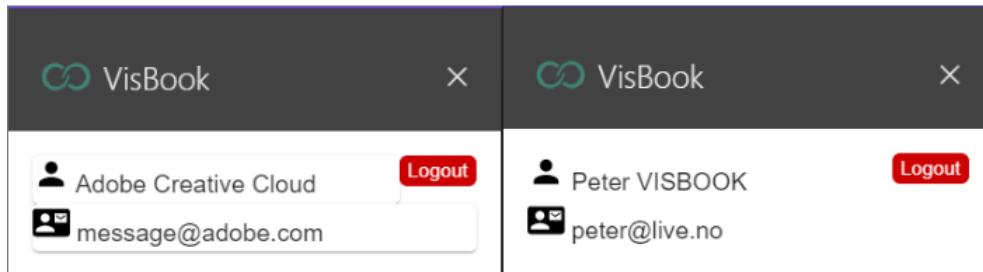 VisBook
Adobe Creative Cloud Logout
message@adobe.com
VisBook
Peter VISBOOK Logout
peter@live.no